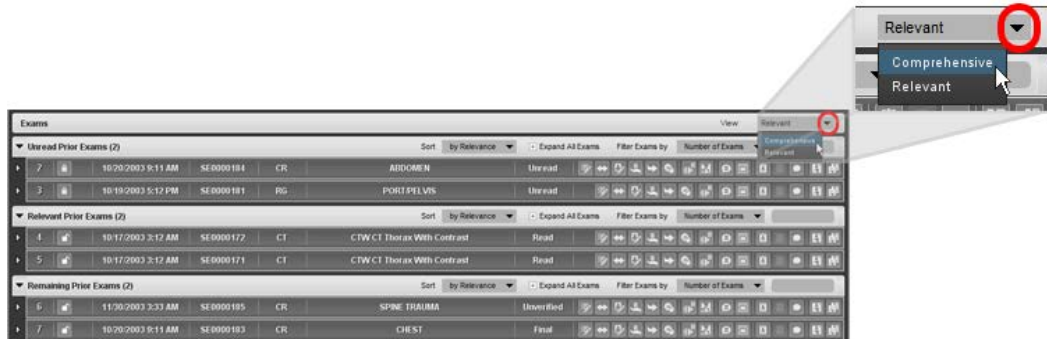 Relevant
Comprehensive
Relevant
Exams View Relevant
Comprehensive
Relevant
Unread Prior Exams (2) Sort by Relevance Expand All Exams Filter Exams by Number of Exams
2 10/20/2003 9:11 AM SE0000184 CR ABDOMEN Unread
3 10/19/2003 5:12 PM SE0000181 RG PORT PELVIS Unread
Relevant Prior Exams (2) Sort by Relevance Expand All Exams Filter Exams by Number of Exams
4 10/17/2003 3:12 AM SE0000172 CT CTW CT Thorax With Contrast Read
5 10/17/2003 3:12 AM SE0000171 CT CTW CT Thorax With Contrast Read
Remaining Prior Exams (2) Sort by Relevance Expand All Exams Filter Exams by Number of Exams
6 11/30/2003 3:33 AM SE0000185 CR SPINE TRAUMA Unverified
7 10/20/2003 9:11 AM SE0000183 CR CHEST Final